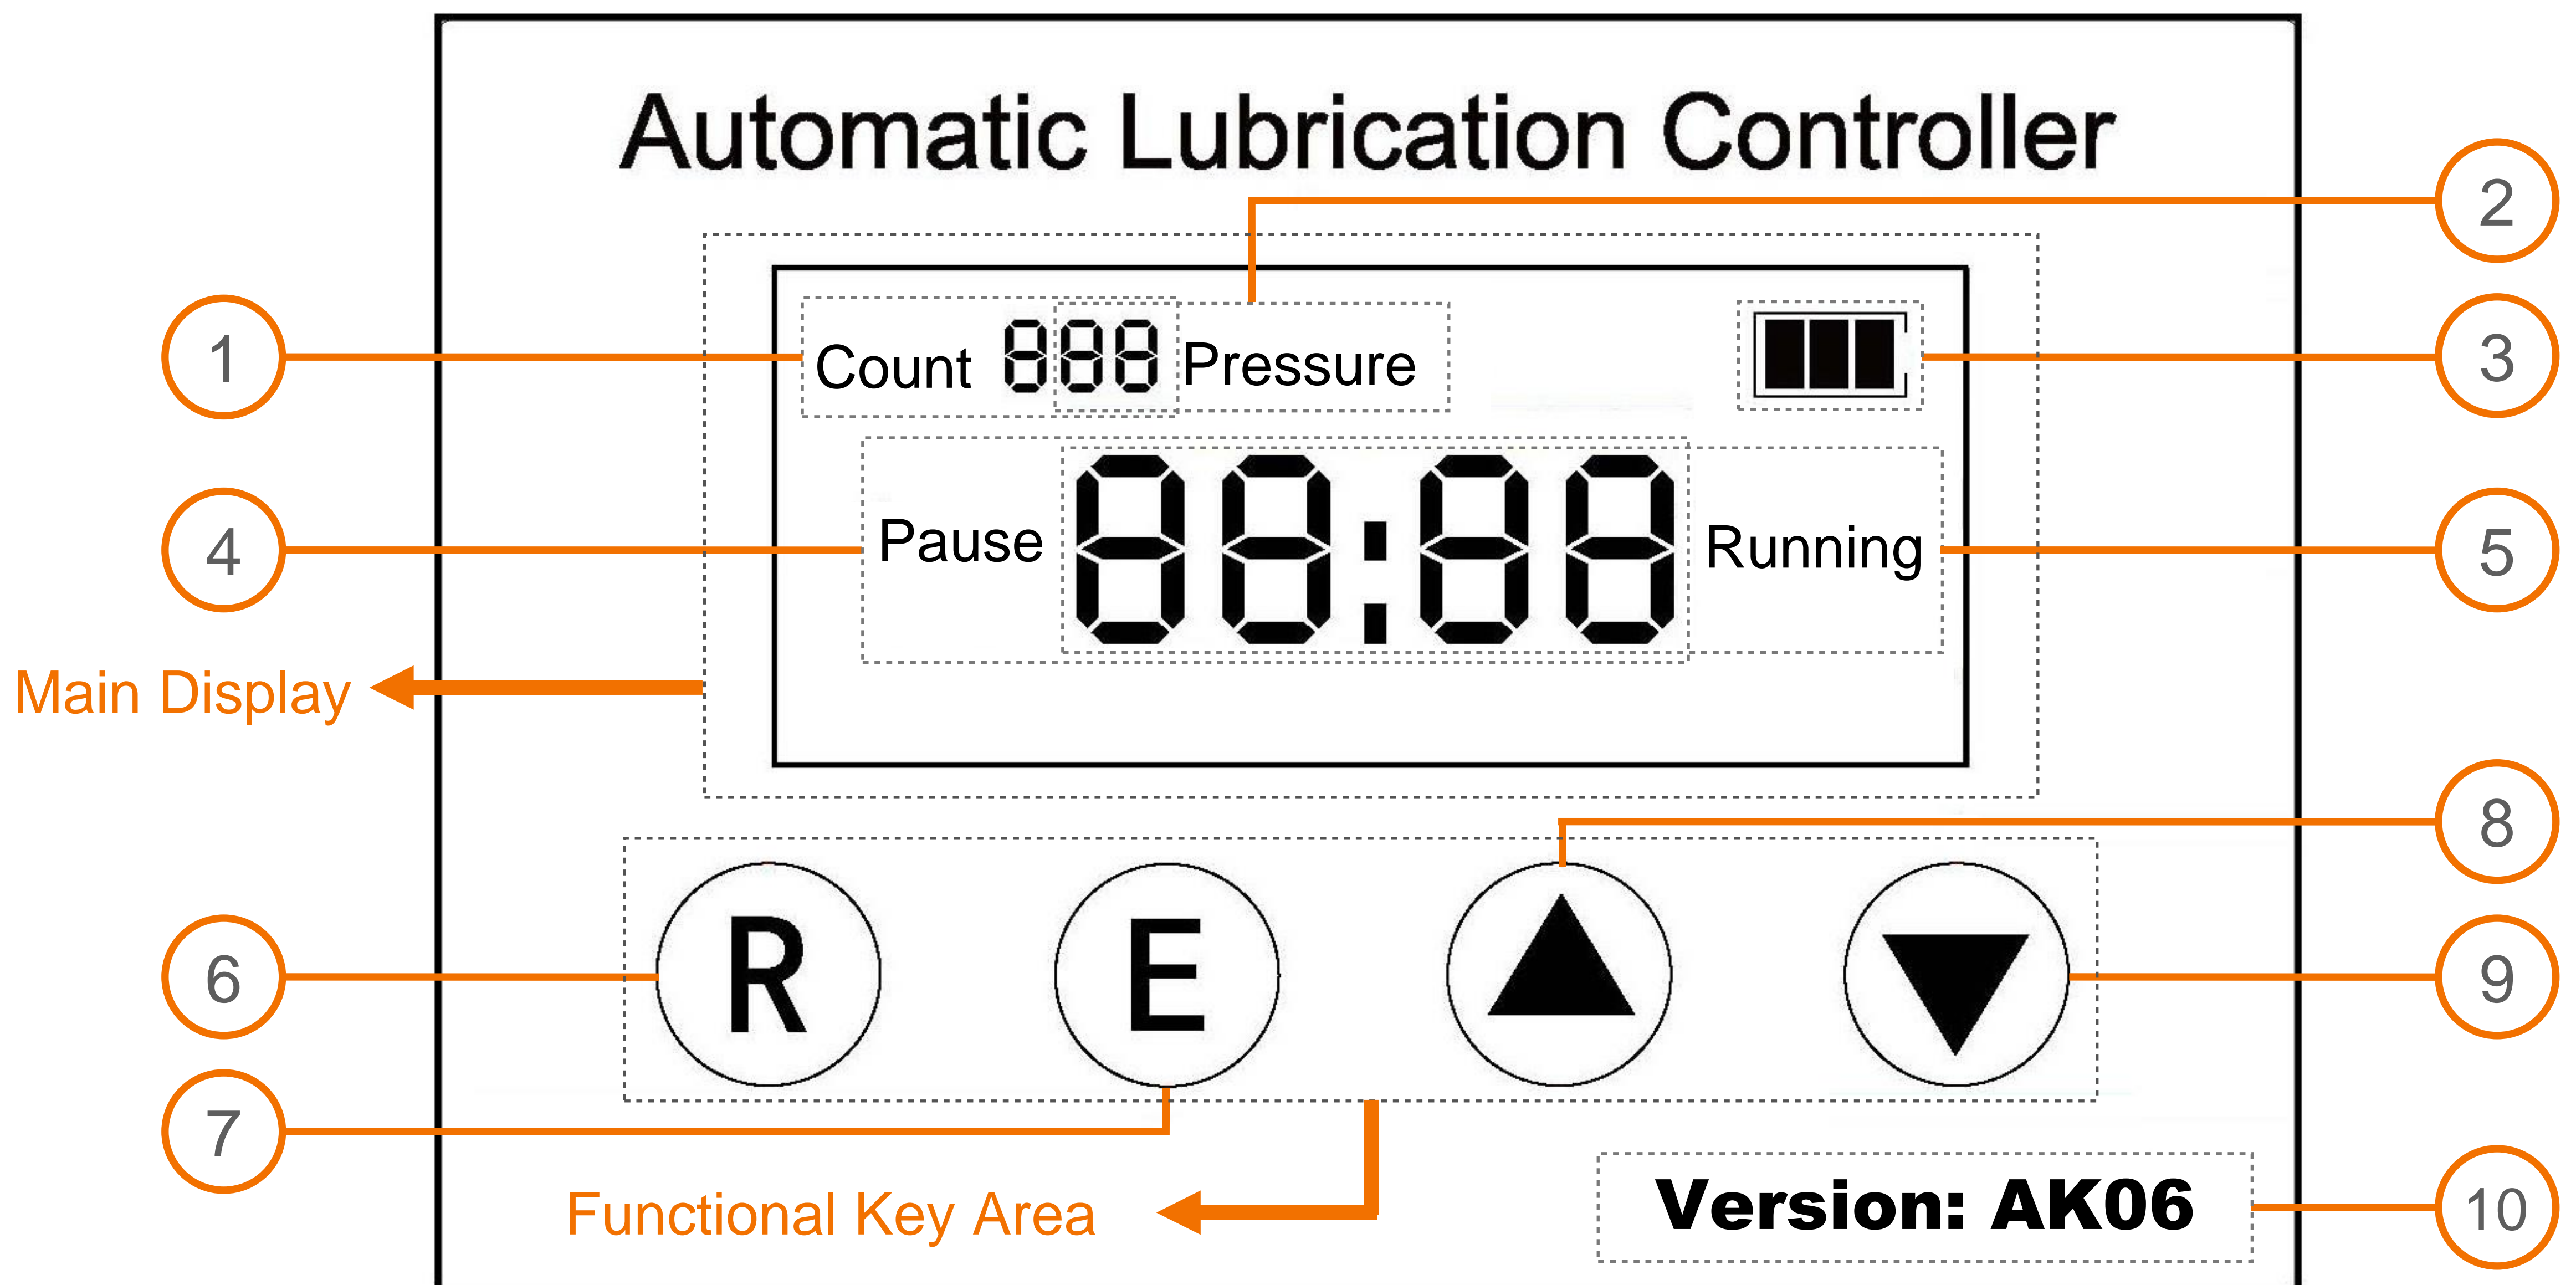 Automatic Lubrication Controller
2
1
Count 888 Pressure
3
4
Pause 88:88 Running
5
Main Display
8
R E
6
9
7
Functional Key Area
Version: AK06
10